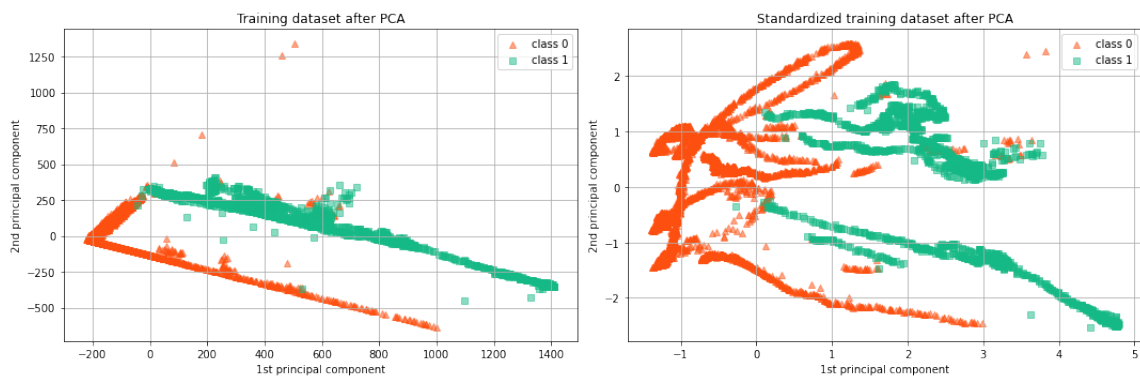 Training dataset after PCA
1250
1000
750
500
250
0
−250
−500
2nd principal component
−200
0
200
400
600
800
1000
1200
1400
1st principal component
class 0
class 1
Standardized training dataset after PCA
2
1
0
−1
−2
2nd principal component
−1
0
1
2
3
4
5
1st principal component
class 0
class 1